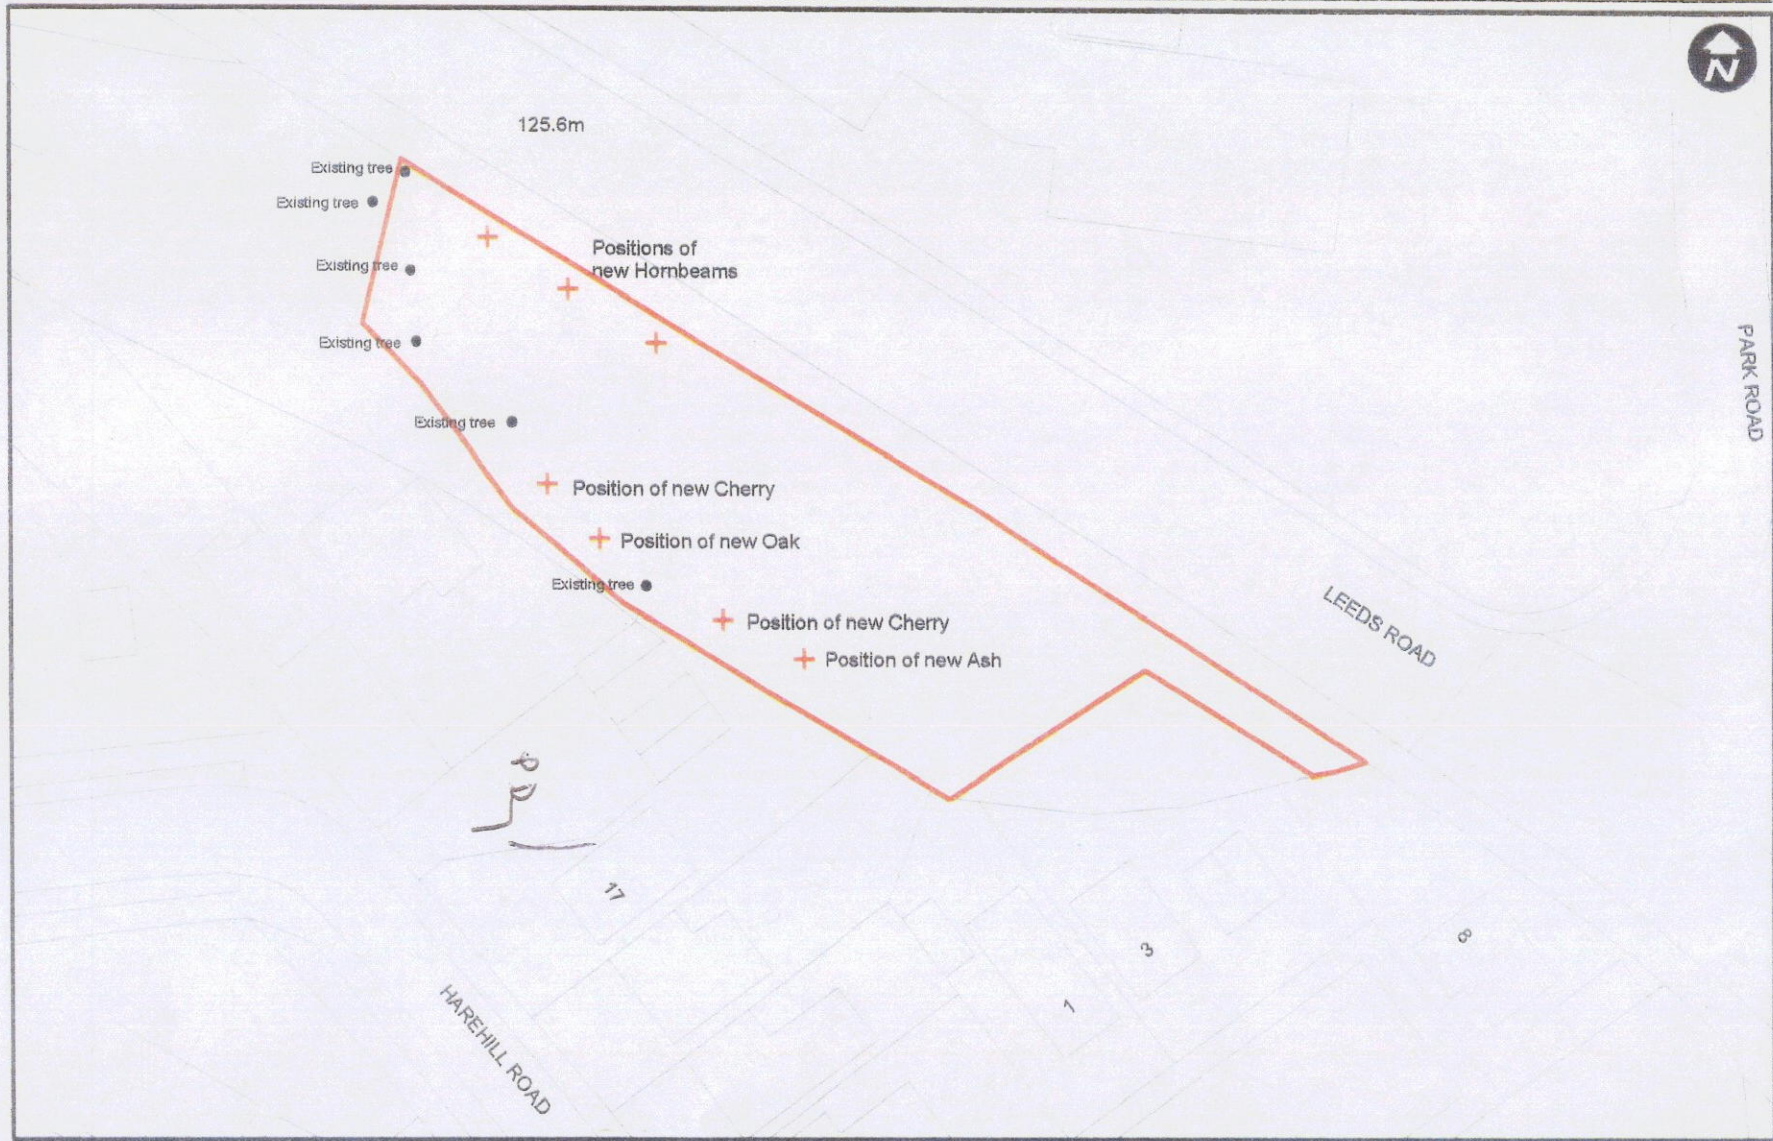 N
125.6m
Existing tree
Existing tree
Positions of
new Hornbeams
Existing tree
Existing tree
PARK ROAD
Existing tree
Position of new Cherry
Position of new Oak
Existing tree
LEEDS ROAD
Position of new Cherry
Position of new Ash
17
3
8
1
HAREHILL ROAD